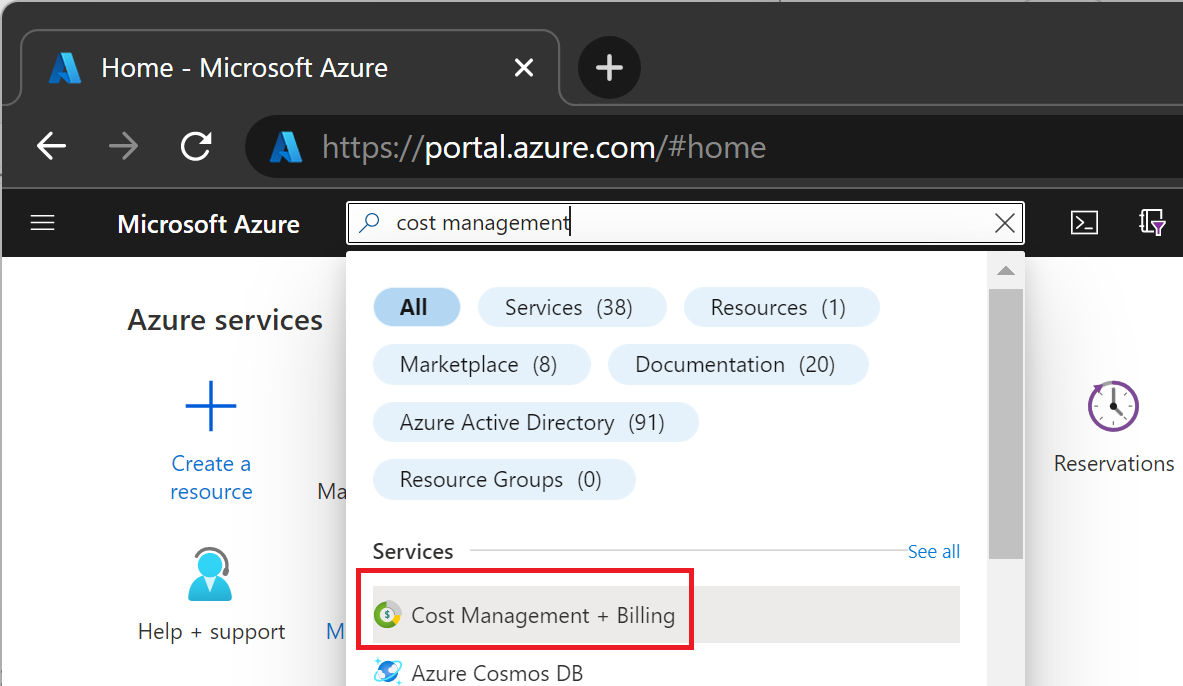 Home - Microsoft Azure
https://portal.azure.com/#home
Microsoft Azure
cost management
Azure services
All
Services (38)
Resources (1)
Marketplace (8)
Documentation (20)
Azure Active Directory (91)
Resource Groups (0)
Create a
resource
Ma
Reservations
Services
See all
Cost Management + Billing
Help + support
M
Azure Cosmos DB